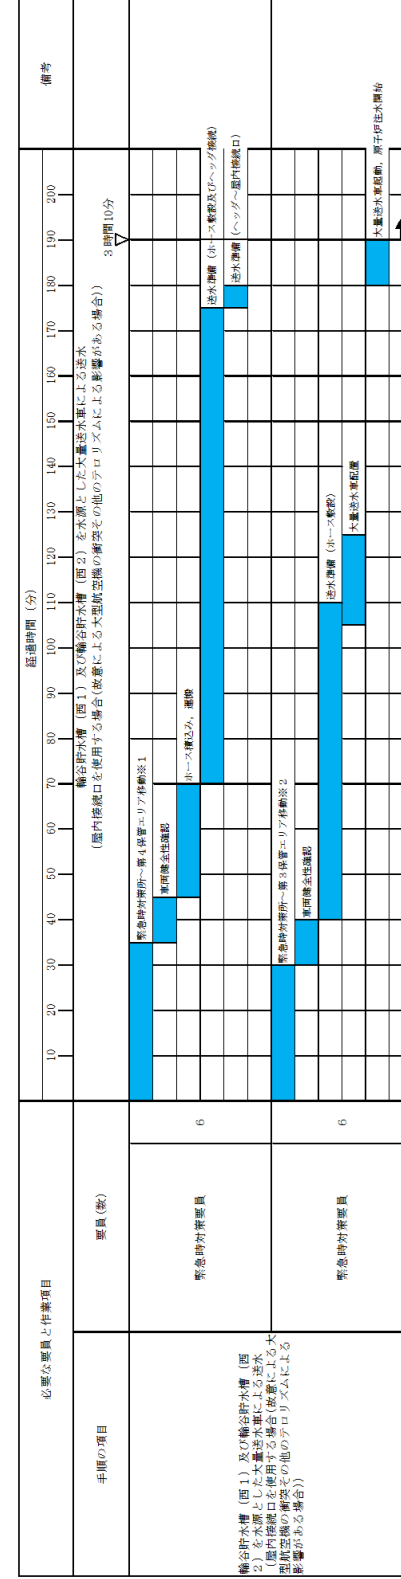 必要な要員と作業項目
経過時間（分）
備考
手順の項目
要員(数)
10 20 30 40 50 60 70 80 90 100 110 120 130 140 150 160 170 180 190 200
輪谷貯水槽（西１）及び輪谷貯水槽（西２）を水源とした大量送水車による送水
（屋内接続口を使用する場合(故意による大型航空機の衝突その他のテロリズムによる影響がある場合)）
３時間10分
輪谷貯水槽（西１）及び輪谷貯水槽（西
２）を水源とした大量送水車による送水
（屋内接続口を使用する場合(故意による大
型航空機の衝突その他のテロリズムによる
影響がある場合)）
緊急時対策要員
6
緊急時対策所～第４保管エリア移動※１
車両健全性確認
ホース積込み，運搬
送水準備（ホース敷設及びヘッダ接続）
送水準備（ヘッダ～屋内接続口）
緊急時対策要員
6
緊急時対策所～第３保管エリア移動※２
車両健全性確認
送水準備（ホース敷設）
大量送水車配置
大量送水車起動，原子炉注水開始